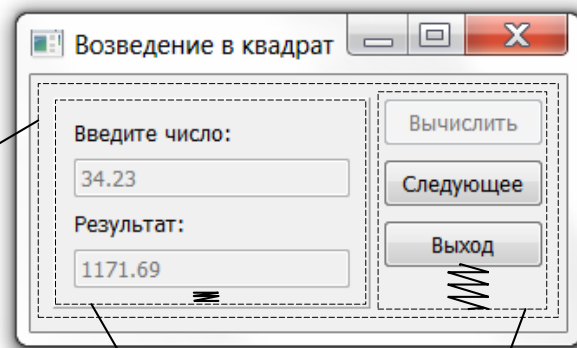 Возведение в квадрат
Введите число:
34.23
Результат:
1171.69
Вычислить
Следующее
Выход